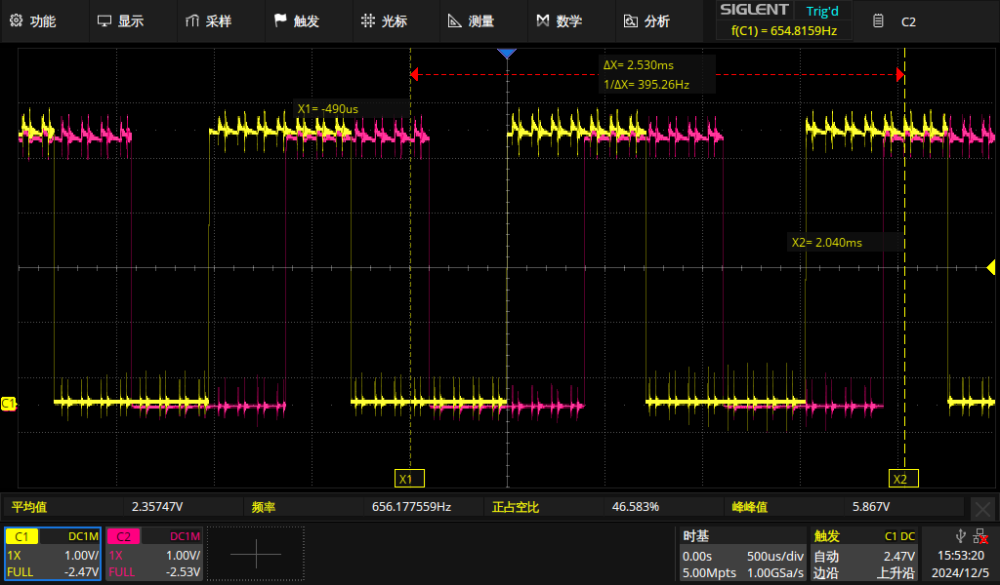 功能 显示 采样 触发 光标 测量 数学 分析 SIGLENT Trig'd C2
f(C1) = 654.8159Hz
ΔX= 2.530ms
1/ΔX= 395.26Hz
X1= -490us
X2= 2.040ms
C1
X1 X2
平均值 2.35747V 频率 656.177559Hz 正占空比 46.583% 峰峰值 5.867V
C1 DC1M C2 DC1M 时基 触发 C1 DC
1X 1.00V/ 1X 1.00V/ 0.00s 500us/div 自动 2.47V 15:53:20
FULL -2.47V FULL -2.53V 5.00Mpts 1.00GSa/s 边沿 上升沿 2024/12/5